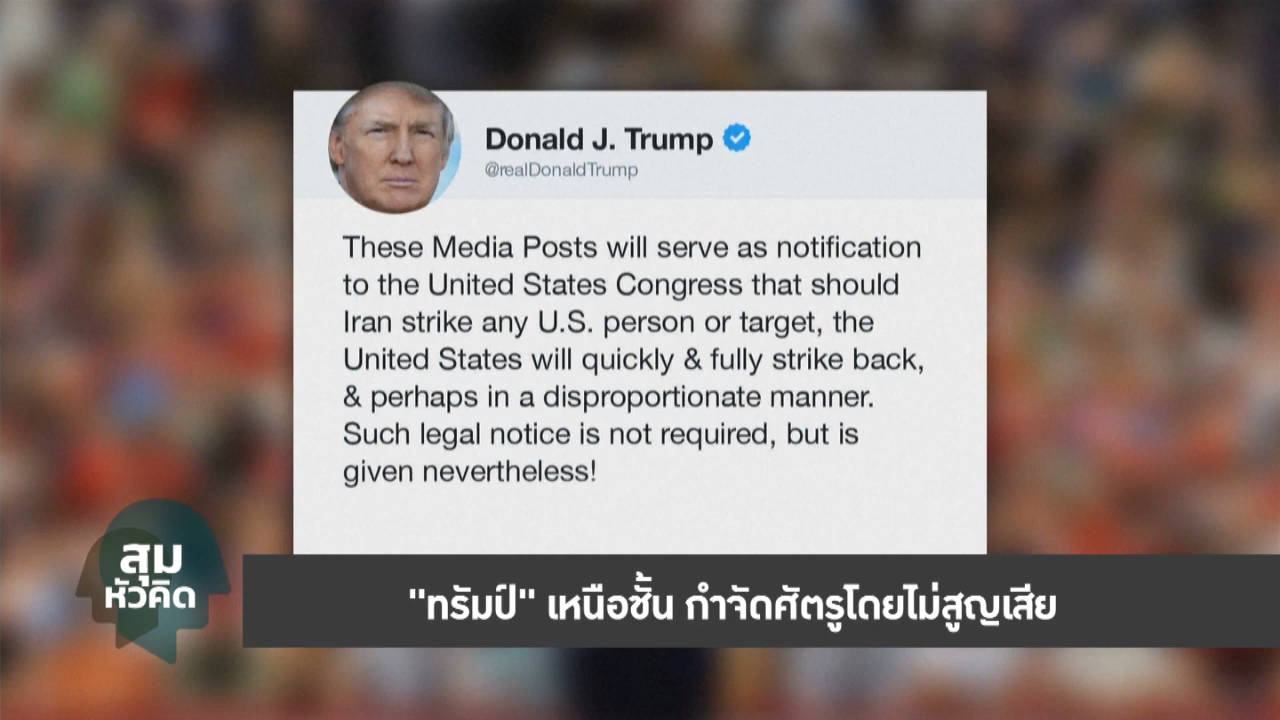 Donald J. Trump
@realDonaldTrump
These Media Posts will serve as notification
to the United States Congress that should
Iran strike any U.S. person or target, the
United States will quickly & fully strike back,
& perhaps in a disproportionate manner.
Such legal notice is not required, but is
given nevertheless!
สุม
หัวคิด
"ทรัมป์" เหนือชั้น กำจัดศัตรูโดยไม่สูญเสีย